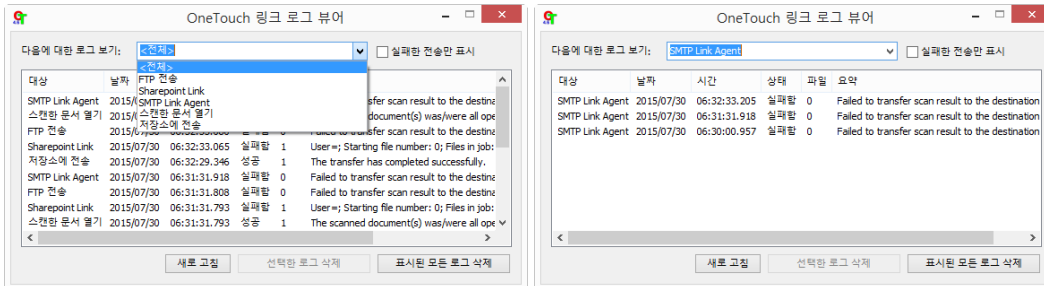 OneTouch 링크 로그 뷰어
다음에 대한 로그 보기:
<전체>
실패한 전송만 표시
<전체>
FTP 전송
Sharepoint Link
SMTP Link Agent
스캔한 문서 열기
저장소에 전송
대상 날짜
SMTP Link Agent sfer scan result to the destina
스캔한 문서 열기 document(s) was/were all ope
FTP 전송
Sharepoint Link 2015/07/30 06:32:33.065 실패함 1 User=; Starting file number: 0; Files in job:
저장소에 전송 2015/07/30 06:32:29.346 성공 1 The transfer has completed successfully.
SMTP Link Agent 2015/07/30 06:31:31.918 실패함 0 Failed to transfer scan result to the destina
FTP 전송 2015/07/30 06:31:31.808 실패함 0 Failed to transfer scan result to the destina
Sharepoint Link 2015/07/30 06:31:31.793 실패함 1 User=; Starting file number: 0; Files in job:
스캔한 문서 열기 2015/07/30 06:31:31.793 성공 1 The scanned document(s) was/were all ope
새로 고침 선택한 로그 삭제 표시된 모든 로그 삭제
OneTouch 링크 로그 뷰어
다음에 대한 로그 보기: SMTP Link Agent 실패한 전송만 표시
대상 날짜 시간 상태 파일 요약
SMTP Link Agent 2015/07/30 06:32:33.205 실패함 0 Failed to transfer scan result to the destination
SMTP Link Agent 2015/07/30 06:31:31.918 실패함 0 Failed to transfer scan result to the destination
SMTP Link Agent 2015/07/30 06:30:00.957 실패함 0 Failed to transfer scan result to the destination
새로 고침 선택한 로그 삭제 표시된 모든 로그 삭제